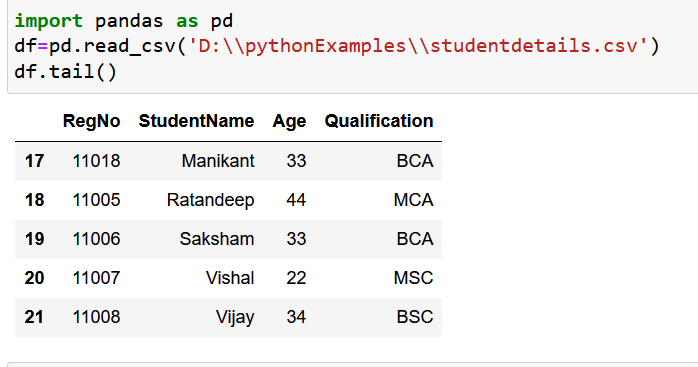 import pandas as pd
df=pd.read_csv('D:\\pythonExamples\\studentdetails.csv')
df.tail()
RegNo StudentName Age Qualification
17 11018 Manikant 33 BCA
18 11005 Ratandeep 44 MCA
19 11006 Saksham 33 BCA
20 11007 Vishal 22 MSC
21 11008 Vijay 34 BSC